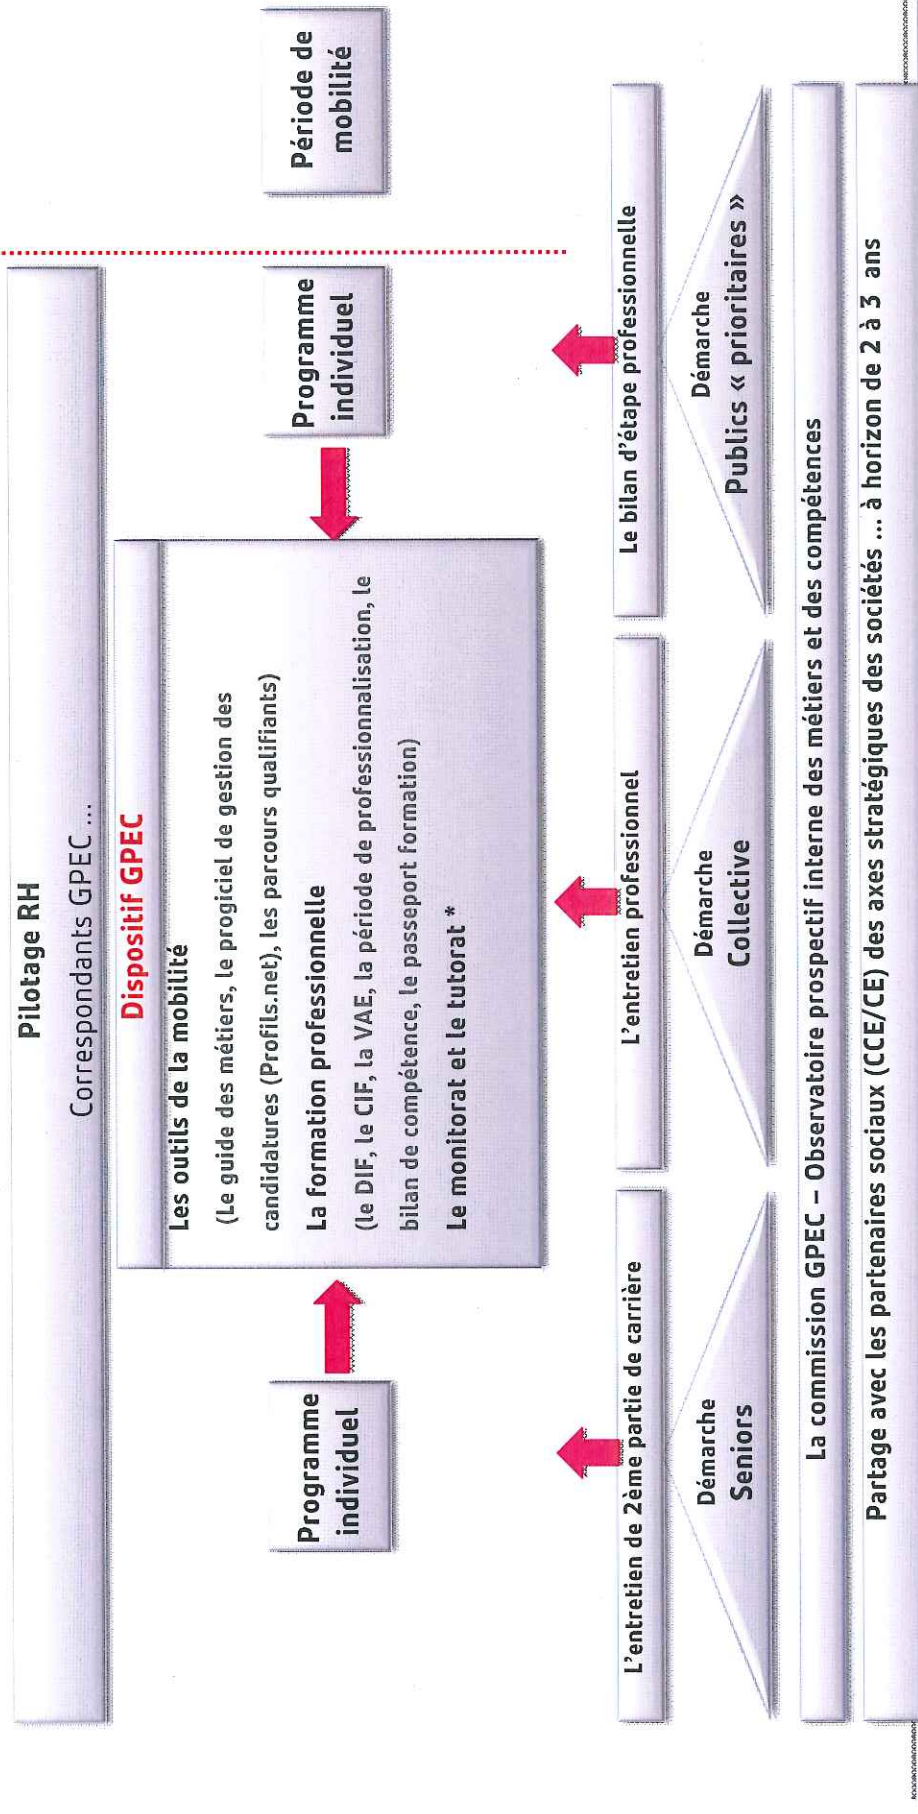 Pilotage RH
Correspondants GPEC ...
Dispositif GPEC
Les outils de la mobilité
(Le guide des métiers, le progiciel de gestion des
candidatures (Profils.net), les parcours qualifiants)
La formation professionnelle
(le DIF, le CIF, la VAE, la période de professionnalisation, le
bilan de compétence, le passeport formation)
Le monitorat et le tutorat *
Programme
individuel
Programme
individuel
Période de
mobilité
L'entretien de 2ème partie de carrière
L'entretien professionnel
Le bilan d'étape professionnelle
Démarche
Seniors
Démarche
Collective
Démarche
Publics « prioritaires »
La commission GPEC – Observatoire prospectif interne des métiers et des compétences
Partage avec les partenaires sociaux (CCE/CE) des axes stratégiques des sociétés ... à horizon de 2 à 3 ans